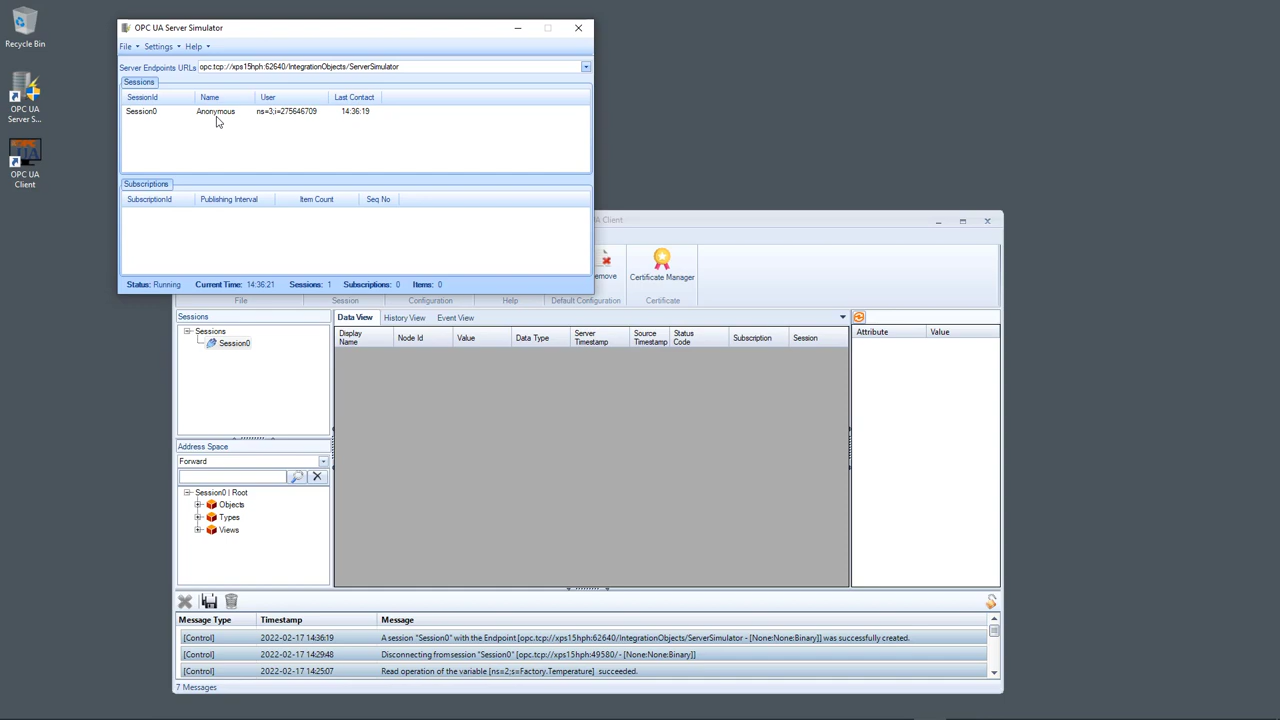 Recycle Bin
OPC UA
Server S...
OPC UA
Client
OPC UA Server Simulator
File Settings Help
Server Endpoints URLs opc.tcp://xps15hph:62640/IntegrationObjects/ServerSimulator
Sessions
SessionId Name User Last Contact
Session0 Anonymous ns=3;i=275646709 14:36:19
Subscriptions
SubscriptionId Publishing Interval Item Count Seq No
Status: Running Current Time: 14:36:21 Sessions: 1 Subscriptions: 0 Items: 0
UA Client
Certificate Manager
File Session Configuration Help Default Configuration Certificate
Sessions
Sessions
Session0
Data View History View Event View
Display Name Node Id Value Data Type Server Timestamp Source Timestamp Status Code Subscription Session
Attribute Value
Address Space
Forward
Session0 | Root
Objects
Types
Views
Message Type Timestamp Message
[Control] 2022-02-17 14:36:19 A session "Session0" with the Endpoint [opc.tcp://xps15hph:62640/IntegrationObjects/ServerSimulator - [None:None:Binary]] was successfully created.
[Control] 2022-02-17 14:29:48 Disconnecting from session "Session0" [opc.tcp://xps15hph:49580/ - [None:None:Binary]]
[Control] 2022-02-17 14:25:07 Read operation of the variable [ns=2;s=Factory.Temperature] succeeded.
7 Messages